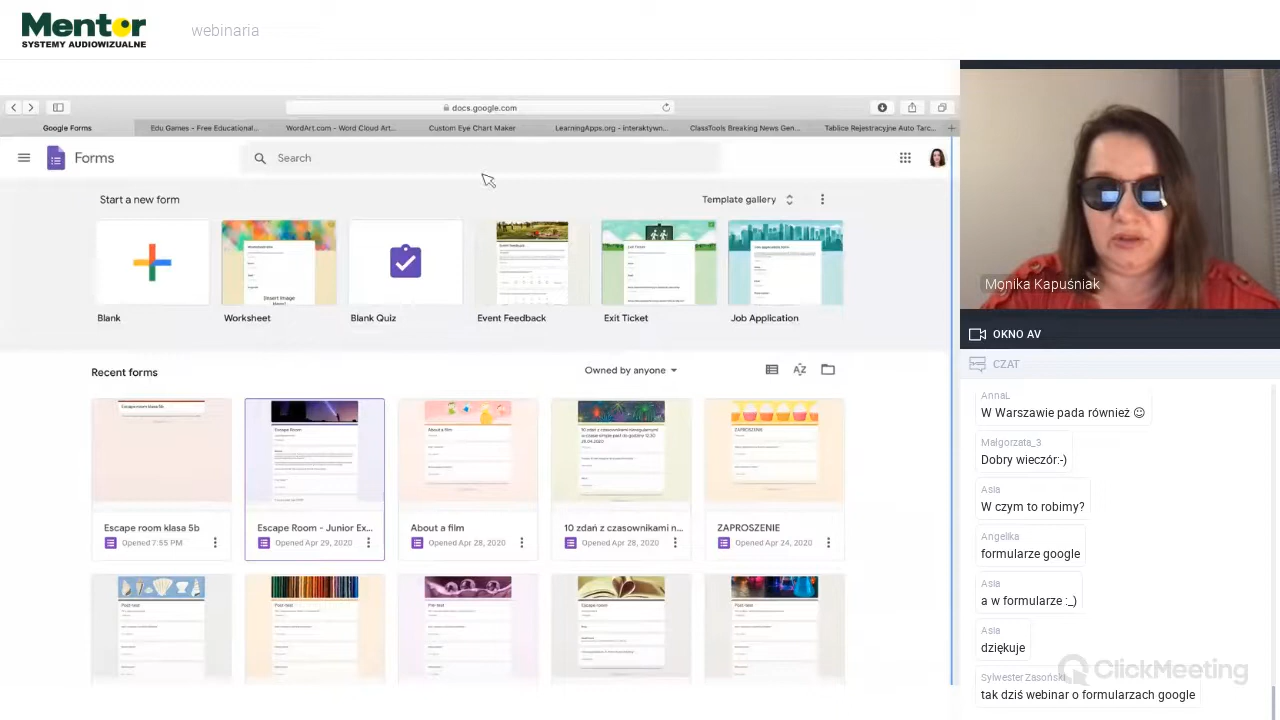 Mentor
SYSTEMY AUDIOWIZUALNE
webinaria
docs.google.com
Google Forms
Edu Games - Free Educational...
WordArt.com - Word Cloud Art...
Custom Eye Chart Maker
LearningApps.org - interaktywn...
ClassTools Breaking News Gen...
Tablice Rejestracyjne Auto Tarc...
Forms
Search
Start a new form
Template gallery
Blank
Worksheet
Blank Quiz
Event Feedback
Exit Ticket
Job Application
Recent forms
Owned by anyone
Escape room klasa 5b
Opened 7:55 PM
Escape Room - Junior Ex...
Opened Apr 29, 2020
About a film
Opened Apr 28, 2020
10 zdań z czasownikami n...
Opened Apr 28, 2020
ZAPROSZENIE
Opened Apr 24, 2020
Monika Kapuśniak
OKNO AV
CZAT
AnnaL
W Warszawie pada również
Małgorzata_3
Dobry wieczór:-)
Asia
W czym to robimy?
Angelika
formularze google
Asia
a w formularze :_)
Asia
dziękuje
Sylwester Zasoński
tak dziś webinar o formularzach google
ClickMeeting